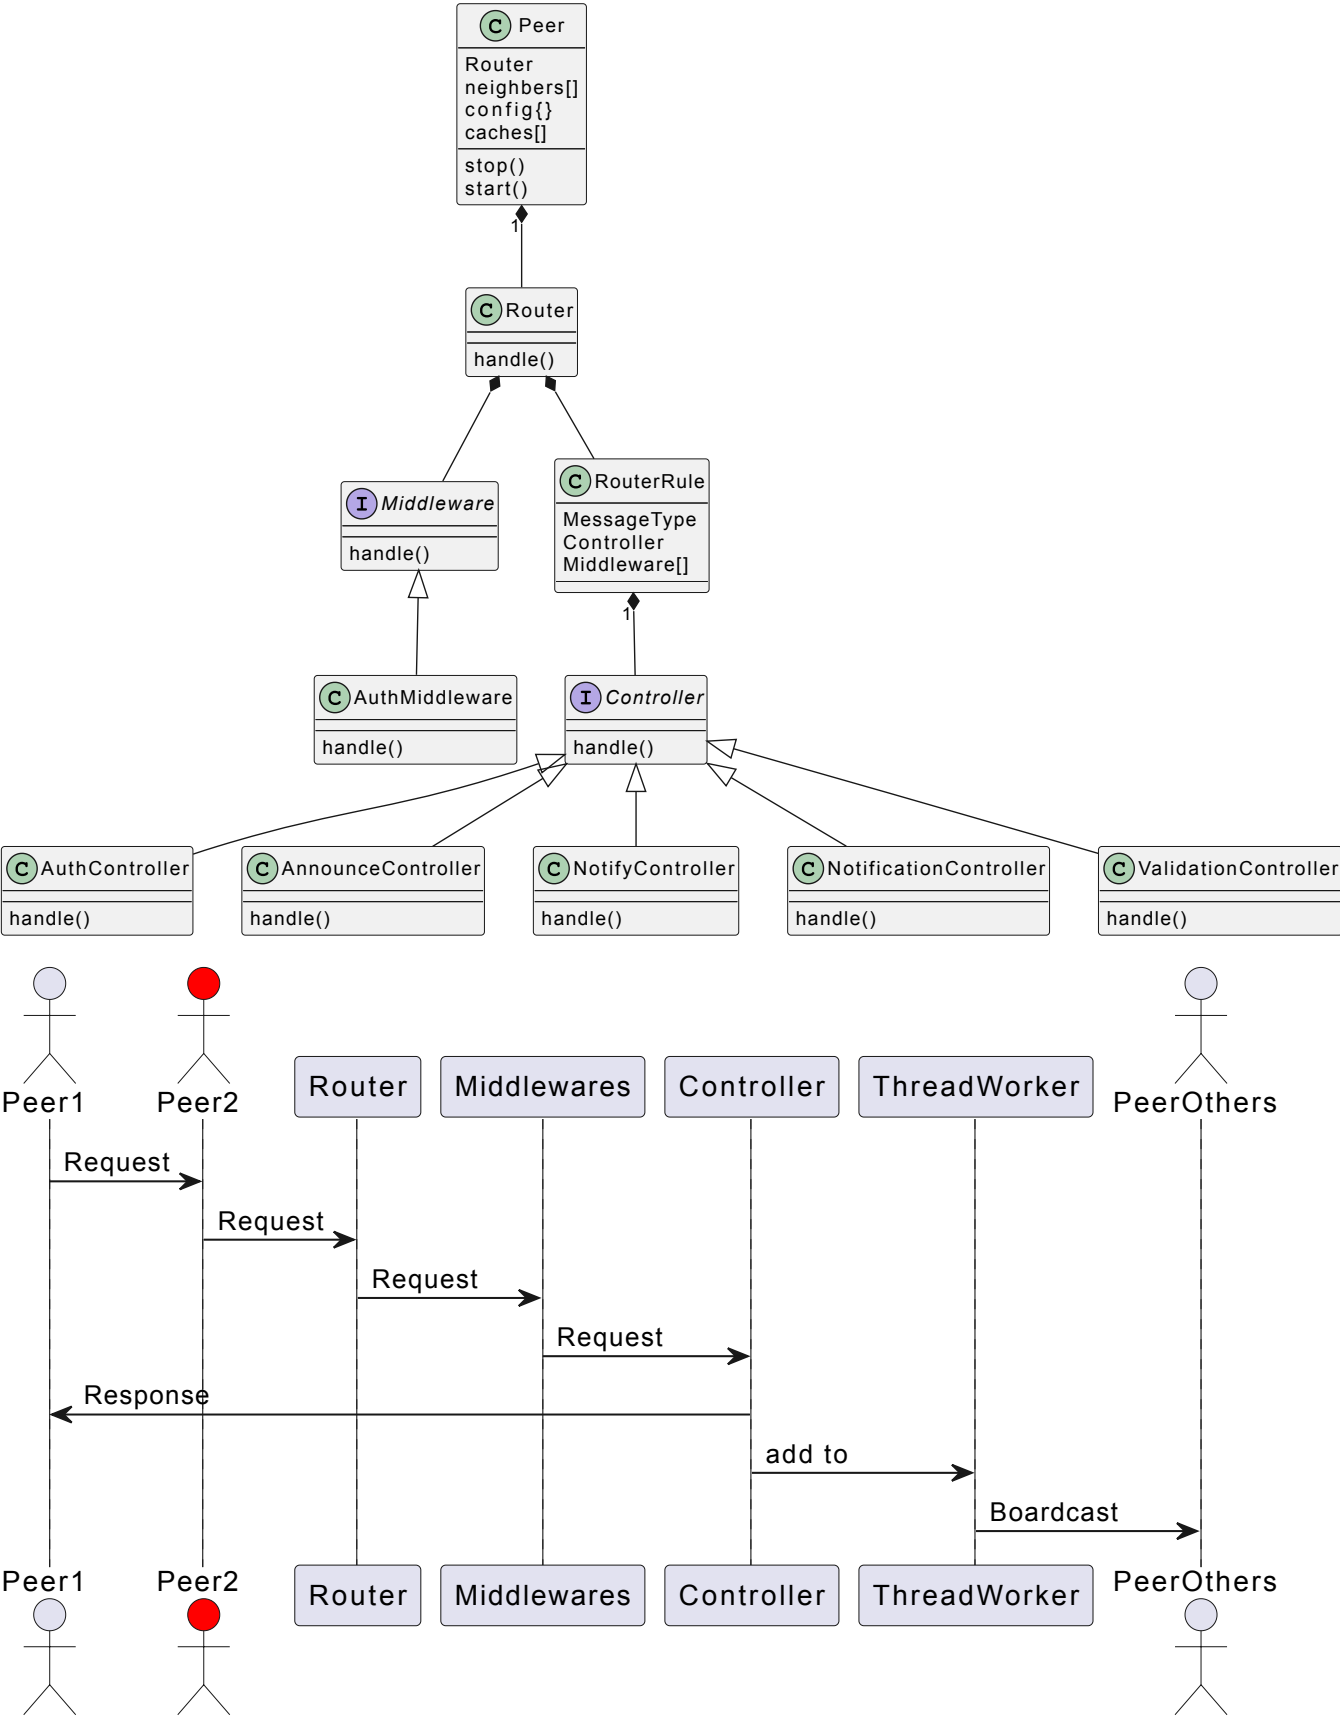 C Peer
Router
neighbers[]
config{}
caches[]
stop()
start()
1
C Router
handle()
I Middleware
handle()
C RouterRule
MessageType
Controller
Middleware[]
1
C AuthMiddleware
handle()
I Controller
handle()
C AuthController
handle()
C AnnounceController
handle()
C NotifyController
handle()
C NotificationController
handle()
C ValidationController
handle()
Peer1
Peer2
Router
Middlewares
Controller
ThreadWorker
PeerOthers
Request
Request
Request
Request
Response
add to
Boardcast
Peer1
Peer2
Router
Middlewares
Controller
ThreadWorker
PeerOthers